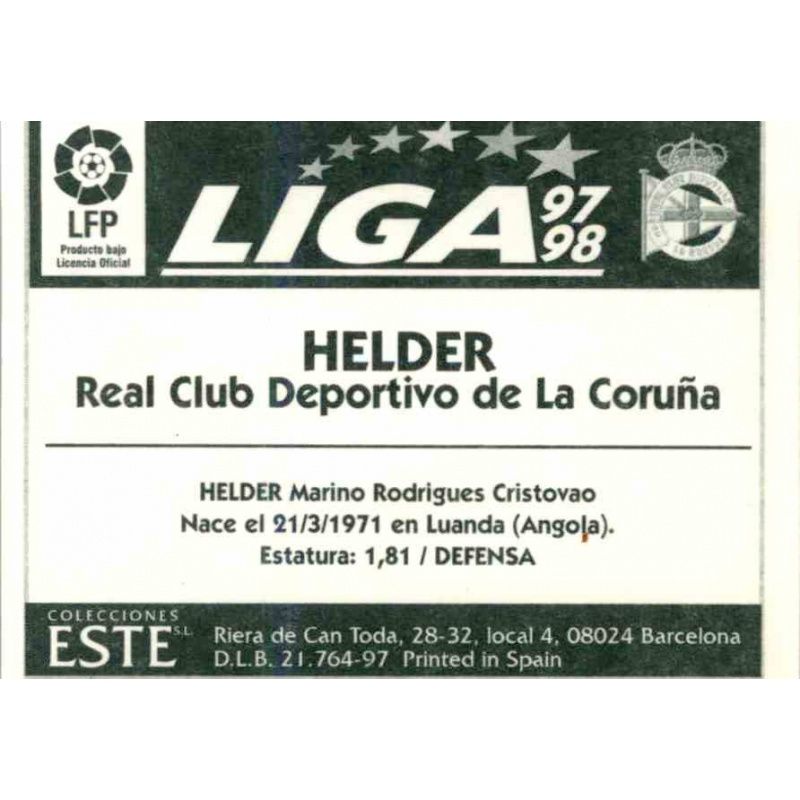 LFP
Producto bajo
Licencia Oficial
LIGA 97 98
HELDER
Real Club Deportivo de La Coruña
HELDER Marino Rodrigues Cristovao
Nace el 21/3/1971 en Luanda (Angola).
Estatura: 1,81 / DEFENSA
COLECCIONES
ESTE S.L.
Riera de Can Toda, 28-32, local 4, 08024 Barcelona
D.L.B. 21.764-97 Printed in Spain